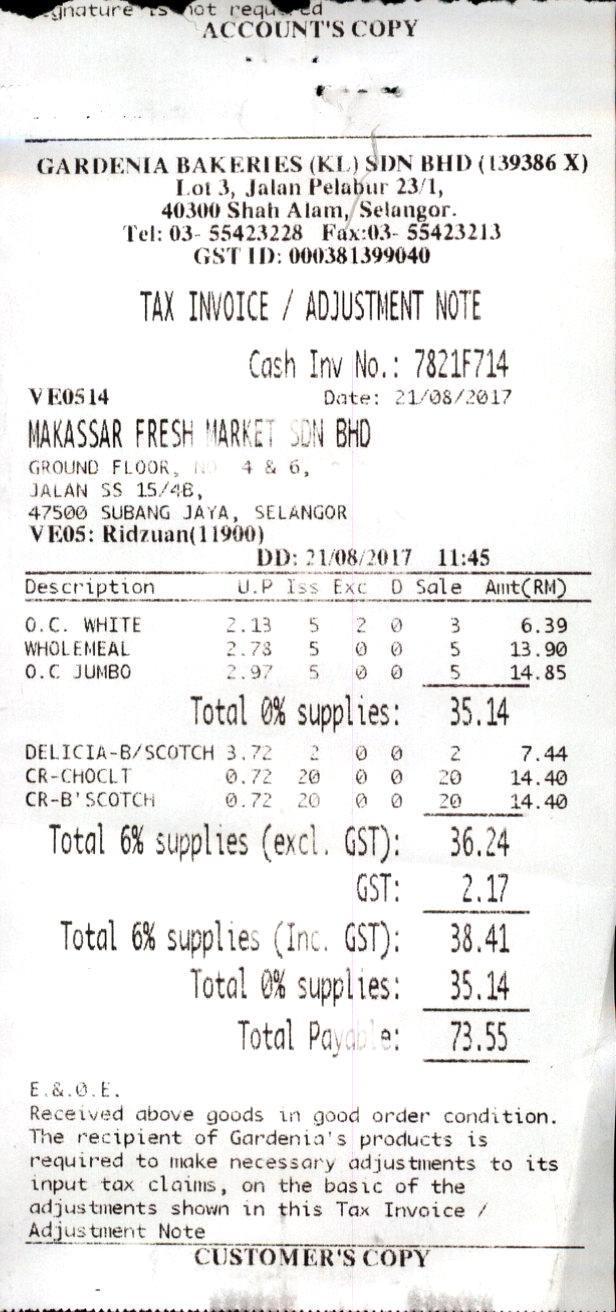 ignature is not required
ACCOUNT'S COPY
GARDENIA BAKERIES (KL) SDN BHD (139386 X)
Lot 3, Jalan Pelabur 23/1,
40300 Shah Alam, Selangor.
Tel: 03- 55423228 Fax:03- 55423213
GST ID: 000381399040
TAX INVOICE / ADJUSTMENT NOTE
Cash Inv No.: 7821F714
VE0514 Date: 21/08/2017
MAKASSAR FRESH MARKET SDN BHD
GROUND FLOOR, NO 4 & 6,
JALAN SS 15/4B,
47500 SUBANG JAYA, SELANGOR
VE05: Ridzuan(11900)
DD: 21/08/2017 11:45
Description U.P Iss Exc D Sale Amt(RM)
O.C. WHITE 2.13 5 2 0 3 6.39
WHOLEMEAL 2.78 5 0 0 5 13.90
O.C JUMBO 2.97 5 0 0 5 14.85
Total 0% supplies: 35.14
DELICIA-B/SCOTCH 3.72 2 0 0 2 7.44
CR-CHOCLT 0.72 20 0 0 20 14.40
CR-B'SCOTCH 0.72 20 0 0 20 14.40
Total 6% supplies (excl. GST): 36.24
GST: 2.17
Total 6% supplies (Inc. GST): 38.41
Total 0% supplies: 35.14
Total Payable: 73.55
E.&.O.E.
Received above goods in good order condition.
The recipient of Gardenia's products is
required to make necessary adjustments to its
input tax claims, on the basic of the
adjustments shown in this Tax Invoice /
Adjustment Note
CUSTOMER'S COPY